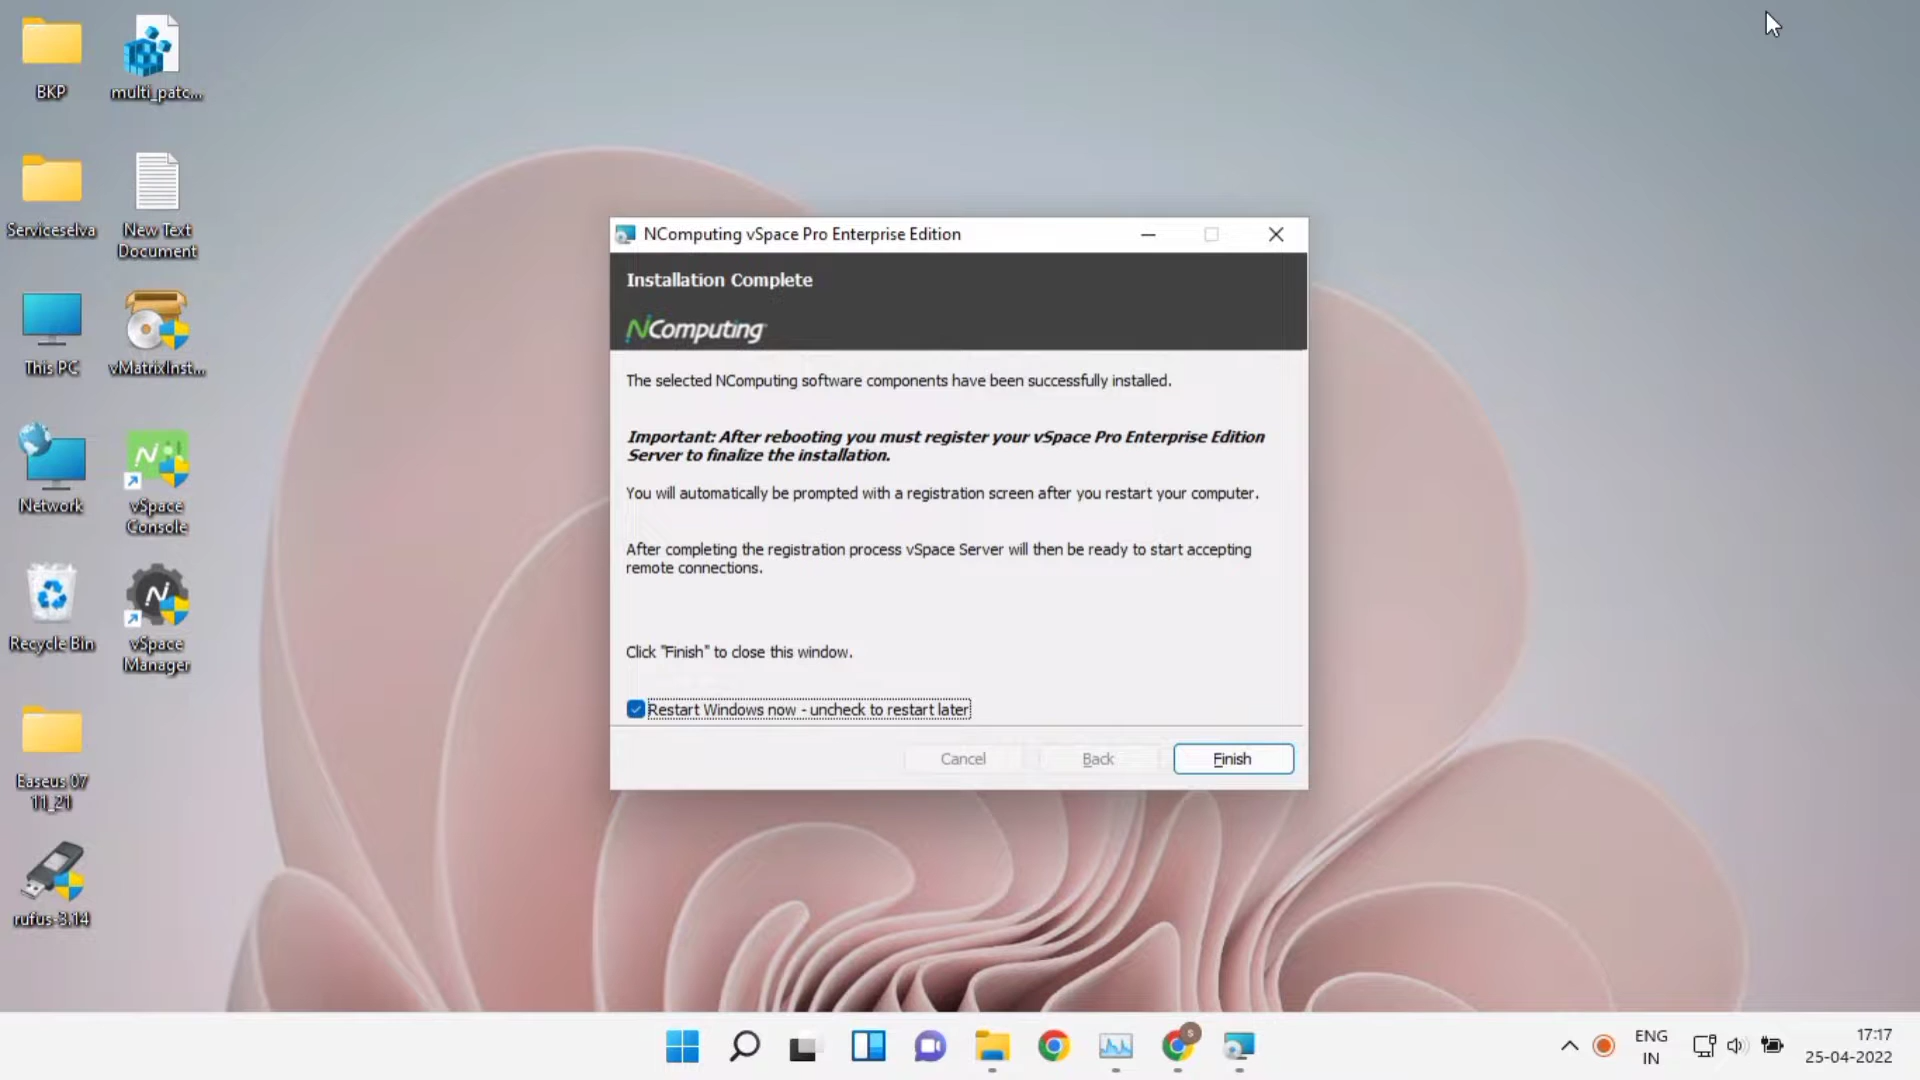 BKP
multi_patc...
Serviceselva
New Text
Document
This PC
vMatrixInst...
Network
vSpace
Console
Recycle Bin
vSpace
Manager
Easeus 07
11_21
rufus-3.14
NComputing vSpace Pro Enterprise Edition
Installation Complete
NComputing
The selected NComputing software components have been successfully installed.
Important: After rebooting you must register your vSpace Pro Enterprise Edition
Server to finalize the installation.
You will automatically be prompted with a registration screen after you restart your computer.
After completing the registration process vSpace Server will then be ready to start accepting
remote connections.
Click "Finish" to close this window.
Restart Windows now - uncheck to restart later
Cancel
Back
Finish
S
ENG
IN
17:17
25-04-2022